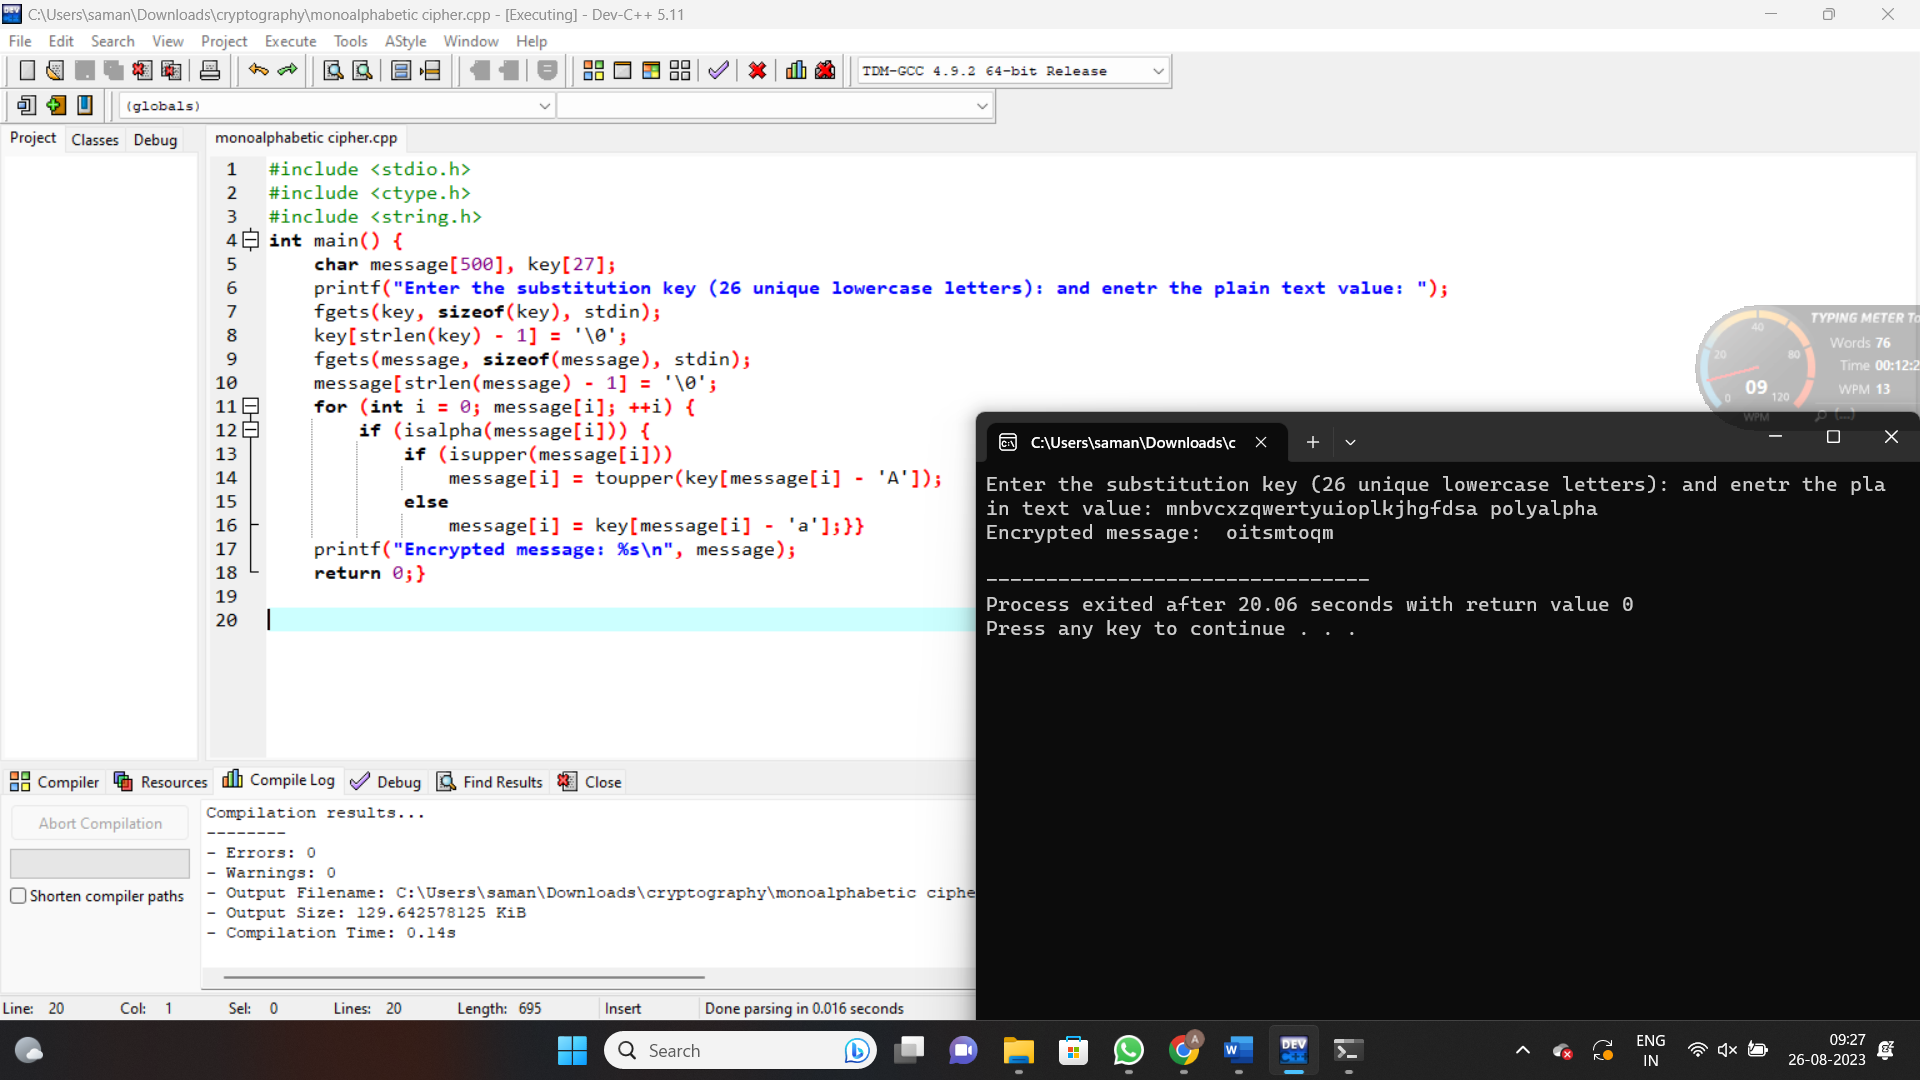 C:\Users\saman\Downloads\cryptography\monoalphabetic cipher.cpp - [Executing] - Dev-C++ 5.11
File Edit Search View Project Execute Tools AStyle Window Help
TDM-GCC 4.9.2 64-bit Release
(globals)
Project Classes Debug
monoalphabetic cipher.cpp
1 #include <stdio.h>
2 #include <ctype.h>
3 #include <string.h>
4 int main() {
5 char message[500], key[27];
6 printf("Enter the substitution key (26 unique lowercase letters): and enetr the plain text value: ");
7 fgets(key, sizeof(key), stdin);
8 key[strlen(key) - 1] = '\0';
9 fgets(message, sizeof(message), stdin);
10 message[strlen(message) - 1] = '\0';
11 for (int i = 0; message[i]; ++i) {
12 if (isalpha(message[i])) {
13 if (isupper(message[i]))
14 message[i] = toupper(key[message[i] - 'A']);
15 else
16 message[i] = key[message[i] - 'a'];}}
17 printf("Encrypted message: %s\n", message);
18 return 0;}
19
20
TYPING METER
Words 76
Time 00:12:2
WPM 13
0 20 40 80 120
09
WPM
C:\Users\saman\Downloads\c
Enter the substitution key (26 unique lowercase letters): and enetr the pla
in text value: mnbvcxzqwertyuioplkjhgfdsa polyalpha
Encrypted message:  oitsmtoqm
--------------------------------
Process exited after 20.06 seconds with return value 0
Press any key to continue . . .
Compiler Resources Compile Log Debug Find Results Close
Abort Compilation
Shorten compiler paths
Compilation results...
--------
- Errors: 0
- Warnings: 0
- Output Filename: C:\Users\saman\Downloads\cryptography\monoalphabetic ciphe
- Output Size: 129.642578125 KiB
- Compilation Time: 0.14s
Line: 20 Col: 1 Sel: 0 Lines: 20 Length: 695 Insert Done parsing in 0.016 seconds
Search
ENG
IN
09:27
26-08-2023